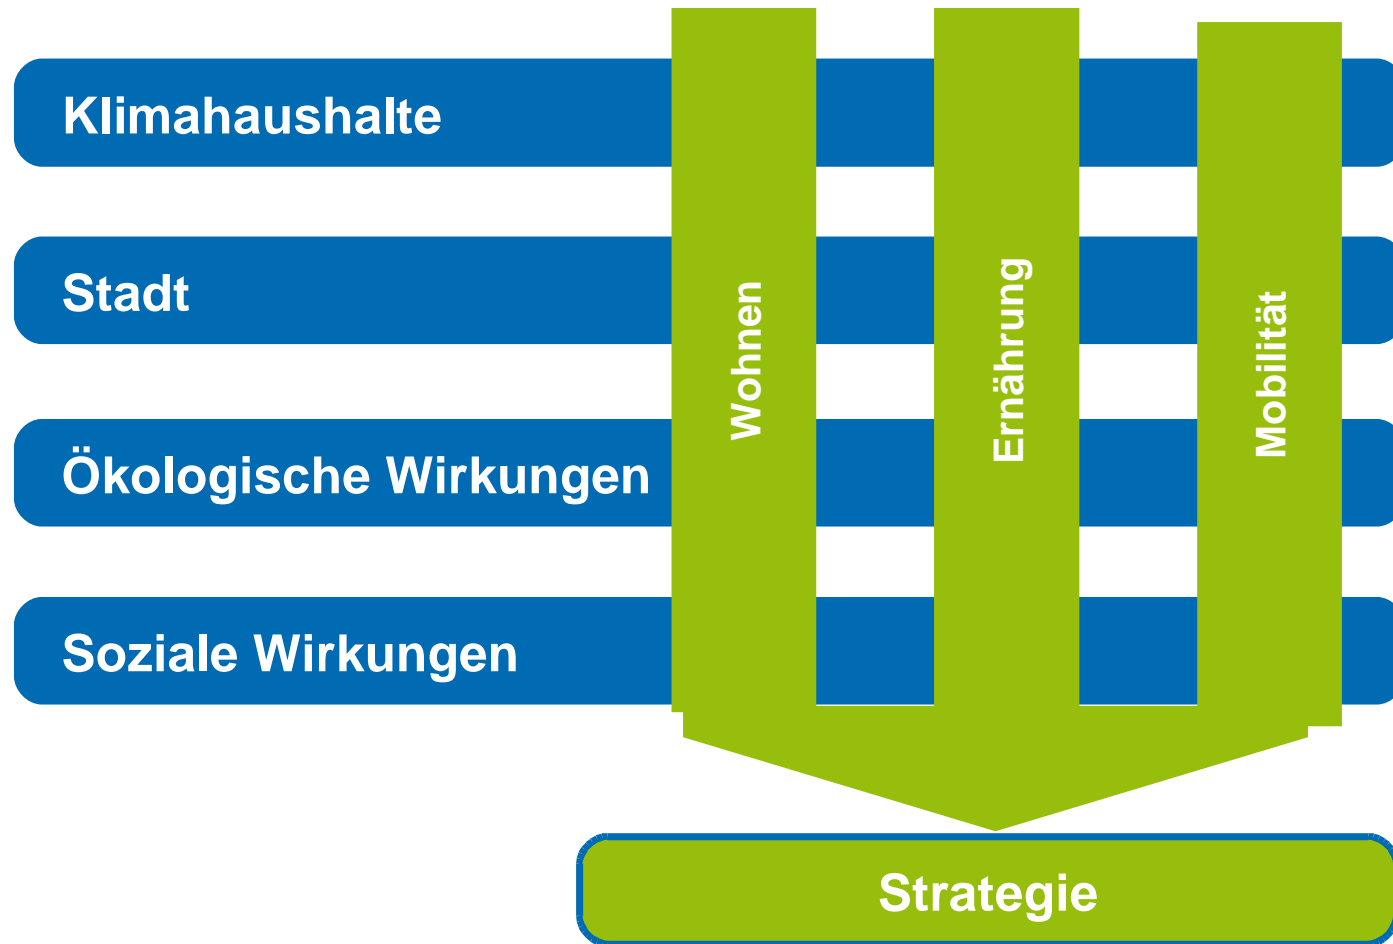 Klimahaushalte
Stadt
Ökologische Wirkungen
Soziale Wirkungen
Wohnen
Ernährung
Mobilität
Strategie